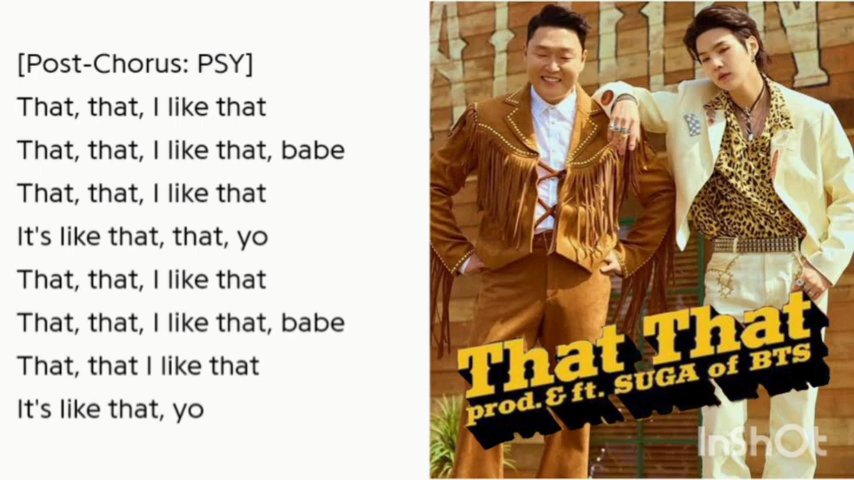 [Post-Chorus: PSY]
That, that, I like that
That, that, I like that, babe
That, that, I like that
It's like that, that, yo
That, that, I like that
That, that, I like that, babe
That, that I like that
It's like that, yo
That That
prod. & ft. SUGA of BTS
InShOt